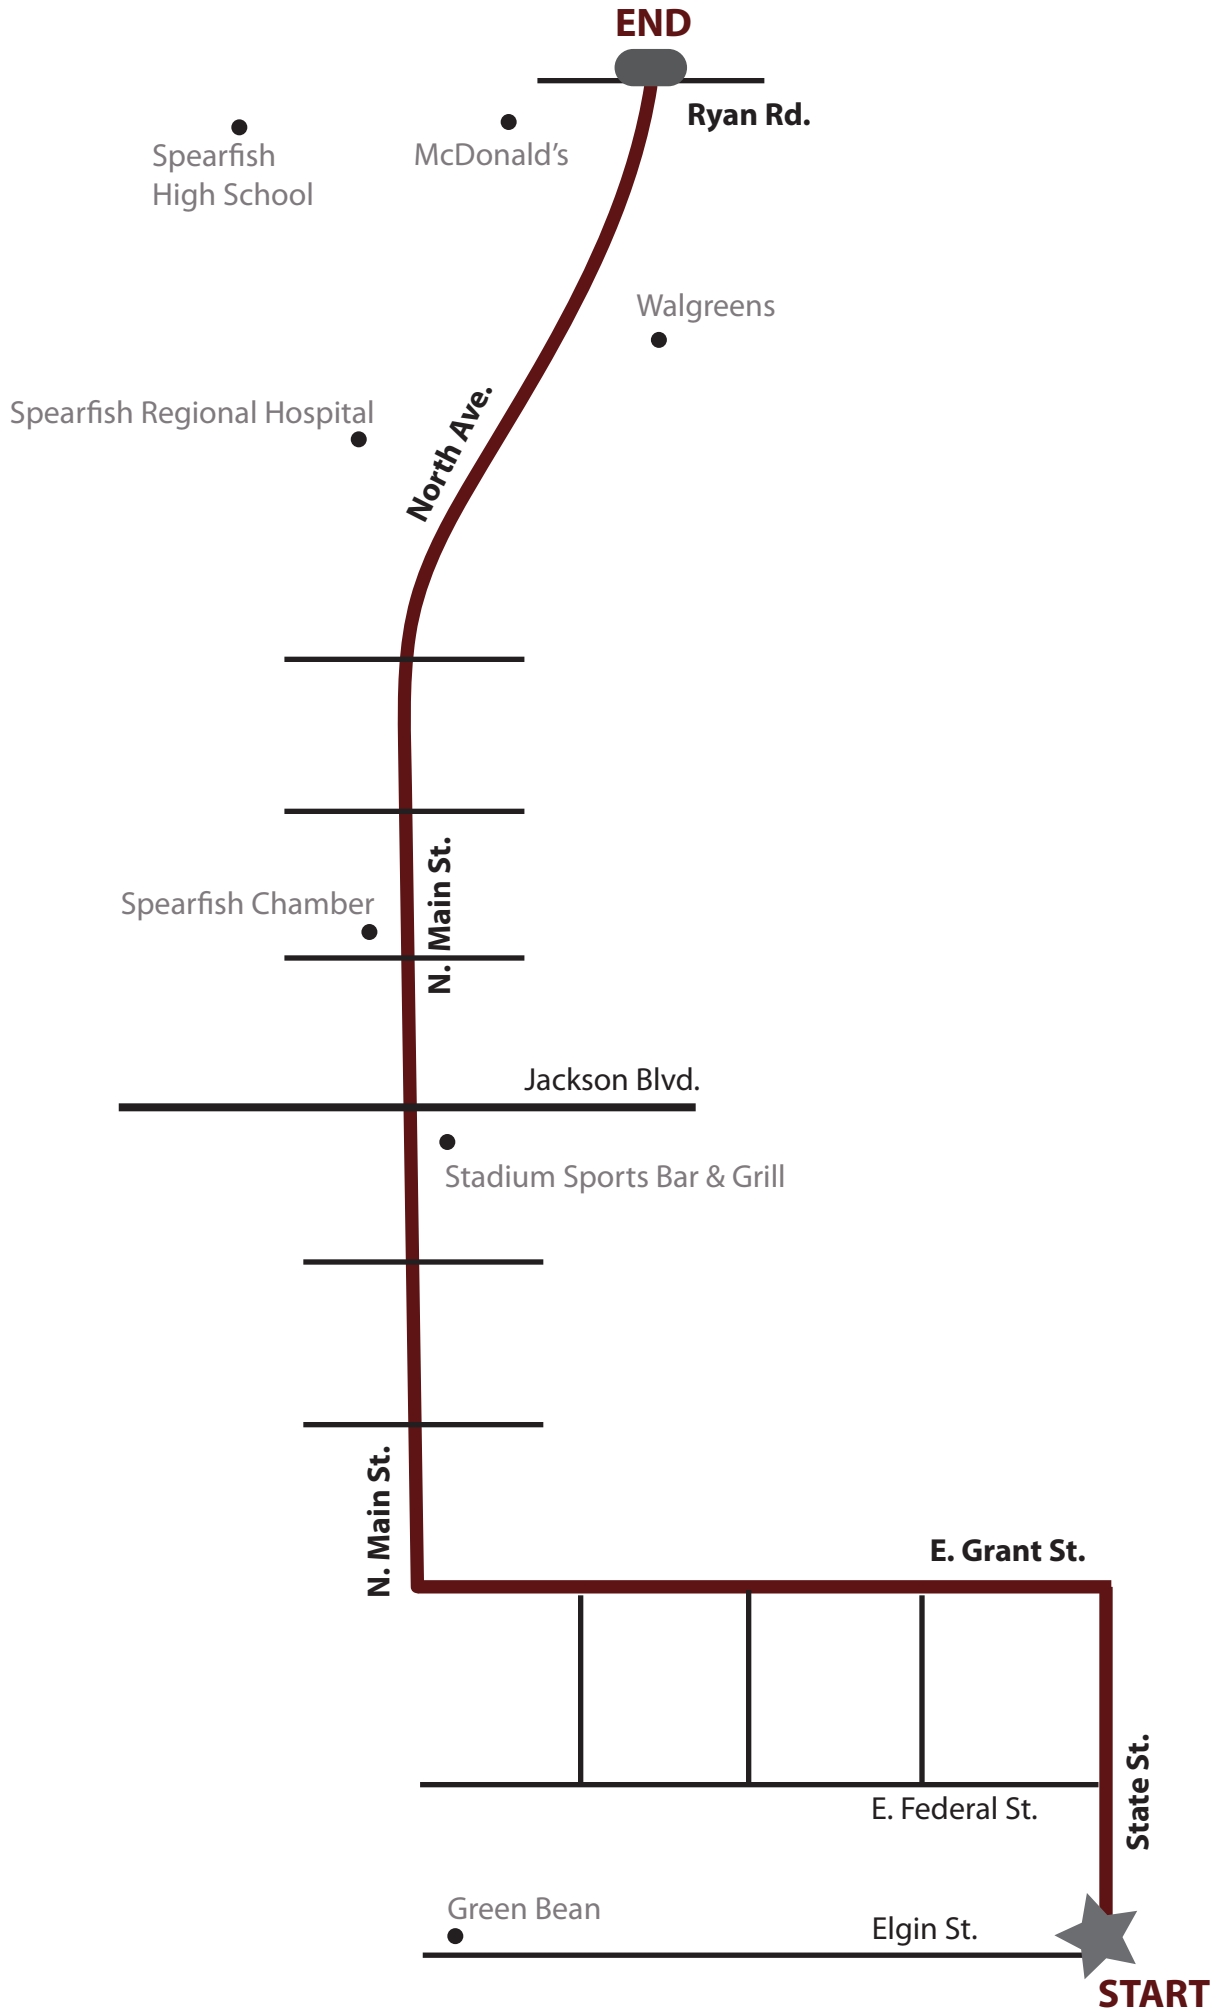 END
Ryan Rd.
Spearfish
High School
McDonald's
Walgreens
Spearfish Regional Hospital
North Ave.
N. Main St.
Spearfish Chamber
Jackson Blvd.
Stadium Sports Bar & Grill
N. Main St.
E. Grant St.
State St.
E. Federal St.
Green Bean
Elgin St.
START